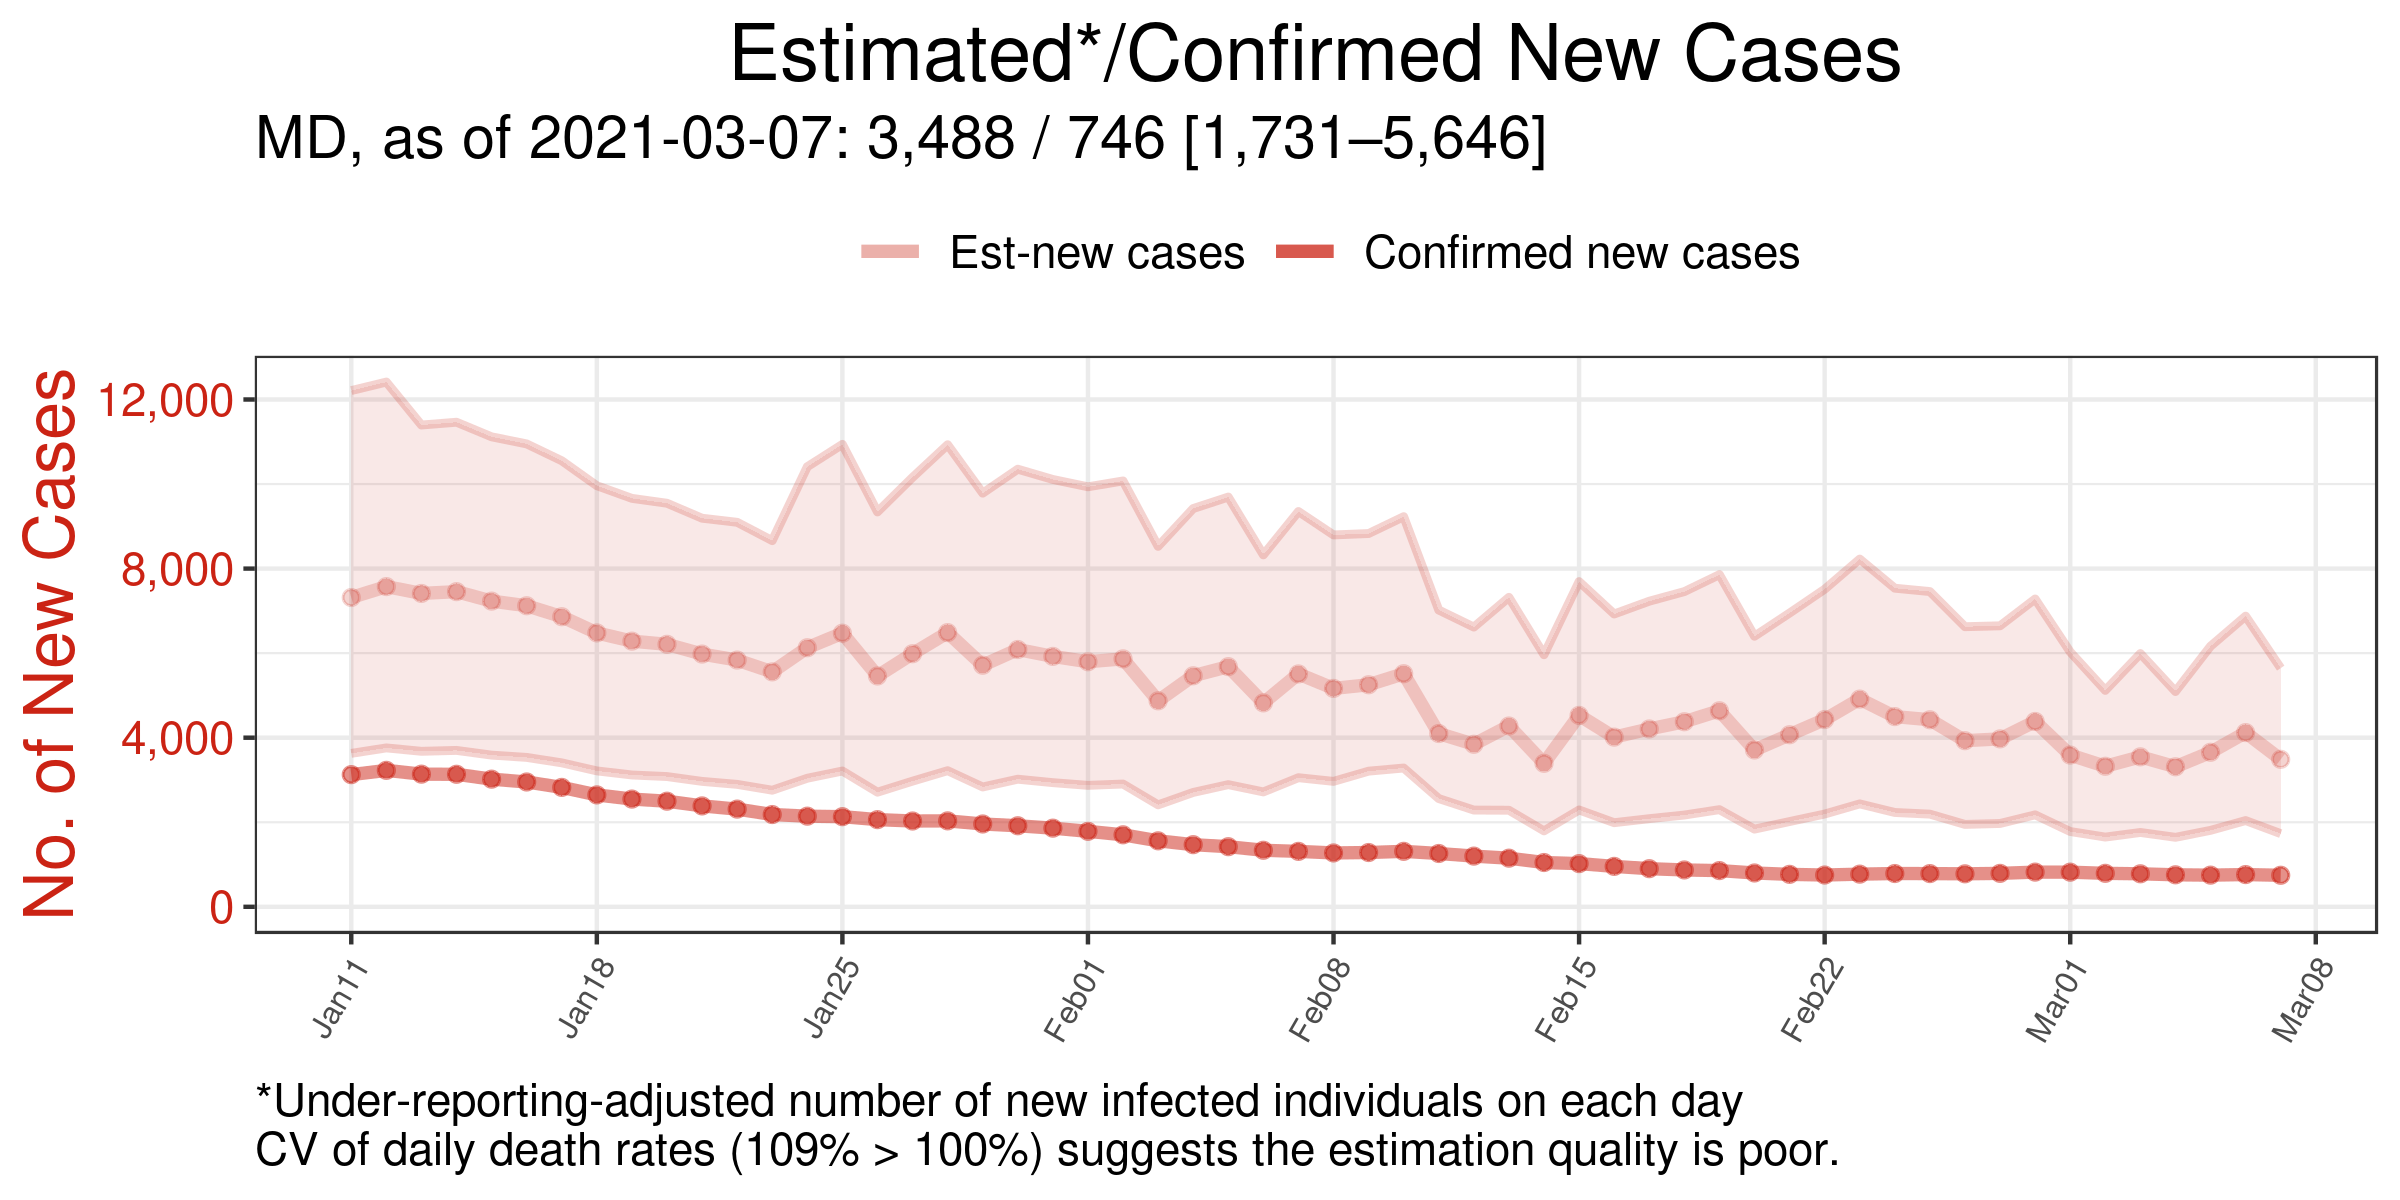 Estimated*/Confirmed New Cases
MD, as of 2021-03-07: 3,488 / 746 [1,731–5,646]
Est-new cases Confirmed new cases
No. of New Cases
12,000
8,000
4,000
0
Jan11 Jan18 Jan25 Feb01 Feb08 Feb15 Feb22 Mar01 Mar08
*Under-reporting-adjusted number of new infected individuals on each day
CV of daily death rates (109% > 100%) suggests the estimation quality is poor.